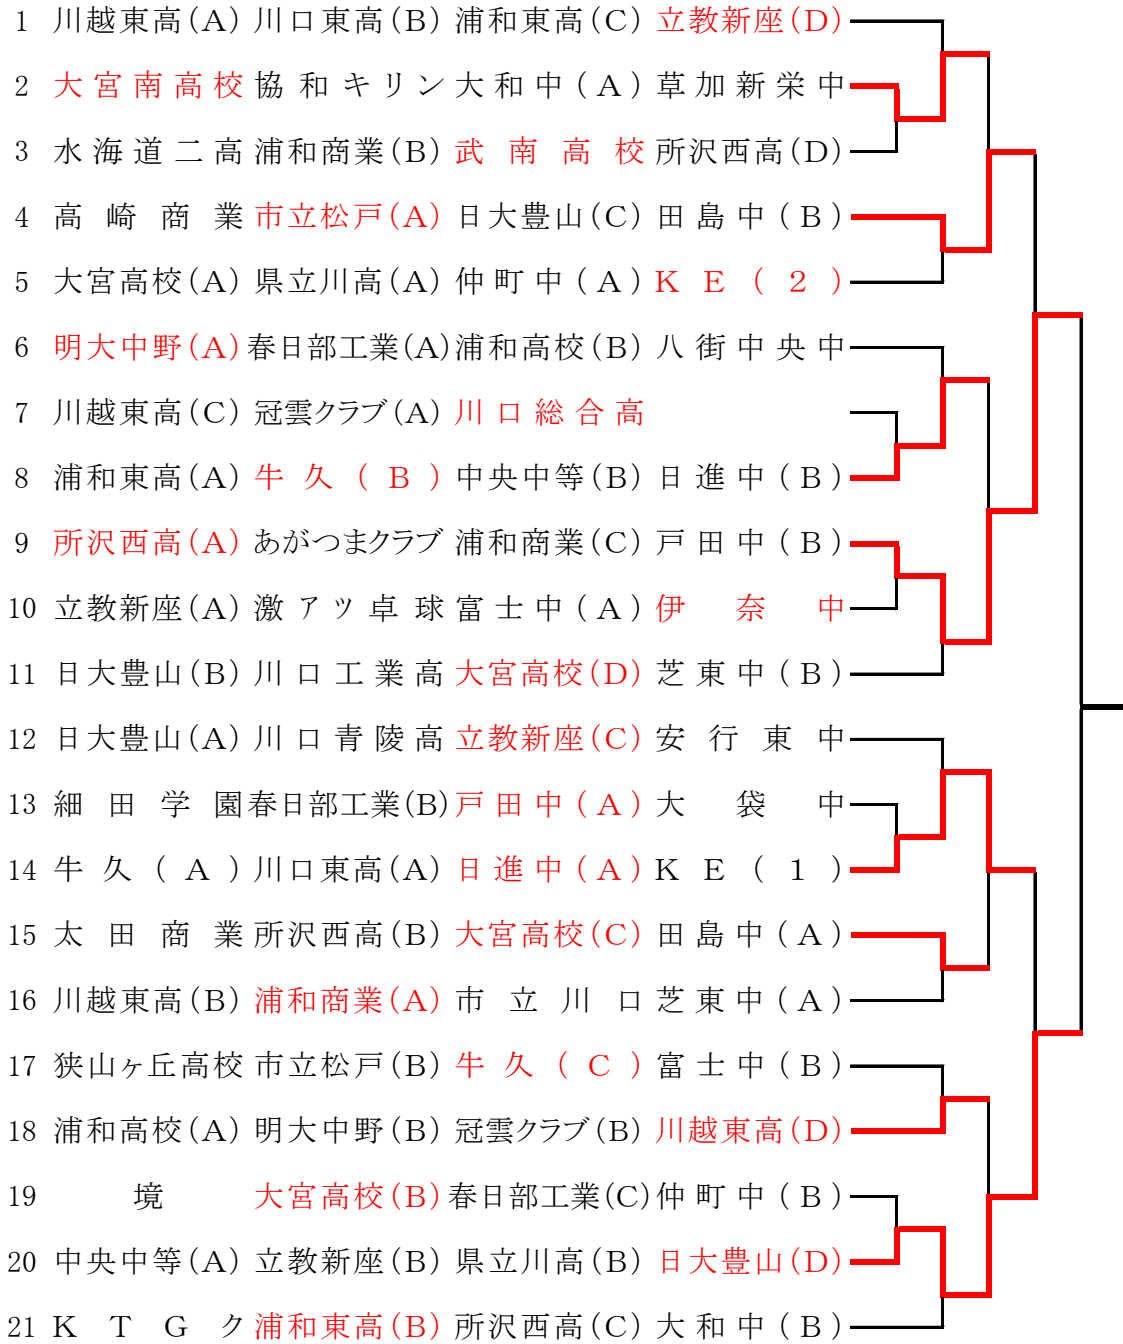 1 川越東高(A) 川口東高(B) 浦和東高(C) 立教新座(D)
2 大宮南高校 協和キリン 大和中(A) 草加新栄中
3 水海道二高 浦和商業(B) 武南高校 所沢西高(D)
4 高崎商業 市立松戸(A) 日大豊山(C) 田島中(B)
5 大宮高校(A) 県立川高(A) 仲町中(A) KE(2)
6 明大中野(A) 春日部工業(A) 浦和高校(B) 八街中央中
7 川越東高(C) 冠雲クラブ(A) 川口総合高
8 浦和東高(A) 牛久(B) 中央中等(B) 日進中(B)
9 所沢西高(A) あがつまクラブ 浦和商業(C) 戸田中(B)
10 立教新座(A) 激アツ卓球 富士中(A) 伊奈中
11 日大豊山(B) 川口工業高 大宮高校(D) 芝東中(B)
12 日大豊山(A) 川口青陵高 立教新座(C) 安行東中
13 細田学園 春日部工業(B) 戸田中(A) 大袋中
14 牛久(A) 川口東高(A) 日進中(A) KE(1)
15 太田商業 所沢西高(B) 大宮高校(C) 田島中(A)
16 川越東高(B) 浦和商業(A) 市立川口 芝東中(A)
17 狭山ヶ丘高校 市立松戸(B) 牛久(C) 富士中(B)
18 浦和高校(A) 明大中野(B) 冠雲クラブ(B) 川越東高(D)
19 境 大宮高校(B) 春日部工業(C) 仲町中(B)
20 中央中等(A) 立教新座(B) 県立川高(B) 日大豊山(D)
21 KTGク 浦和東高(B) 所沢西高(C) 大和中(B)